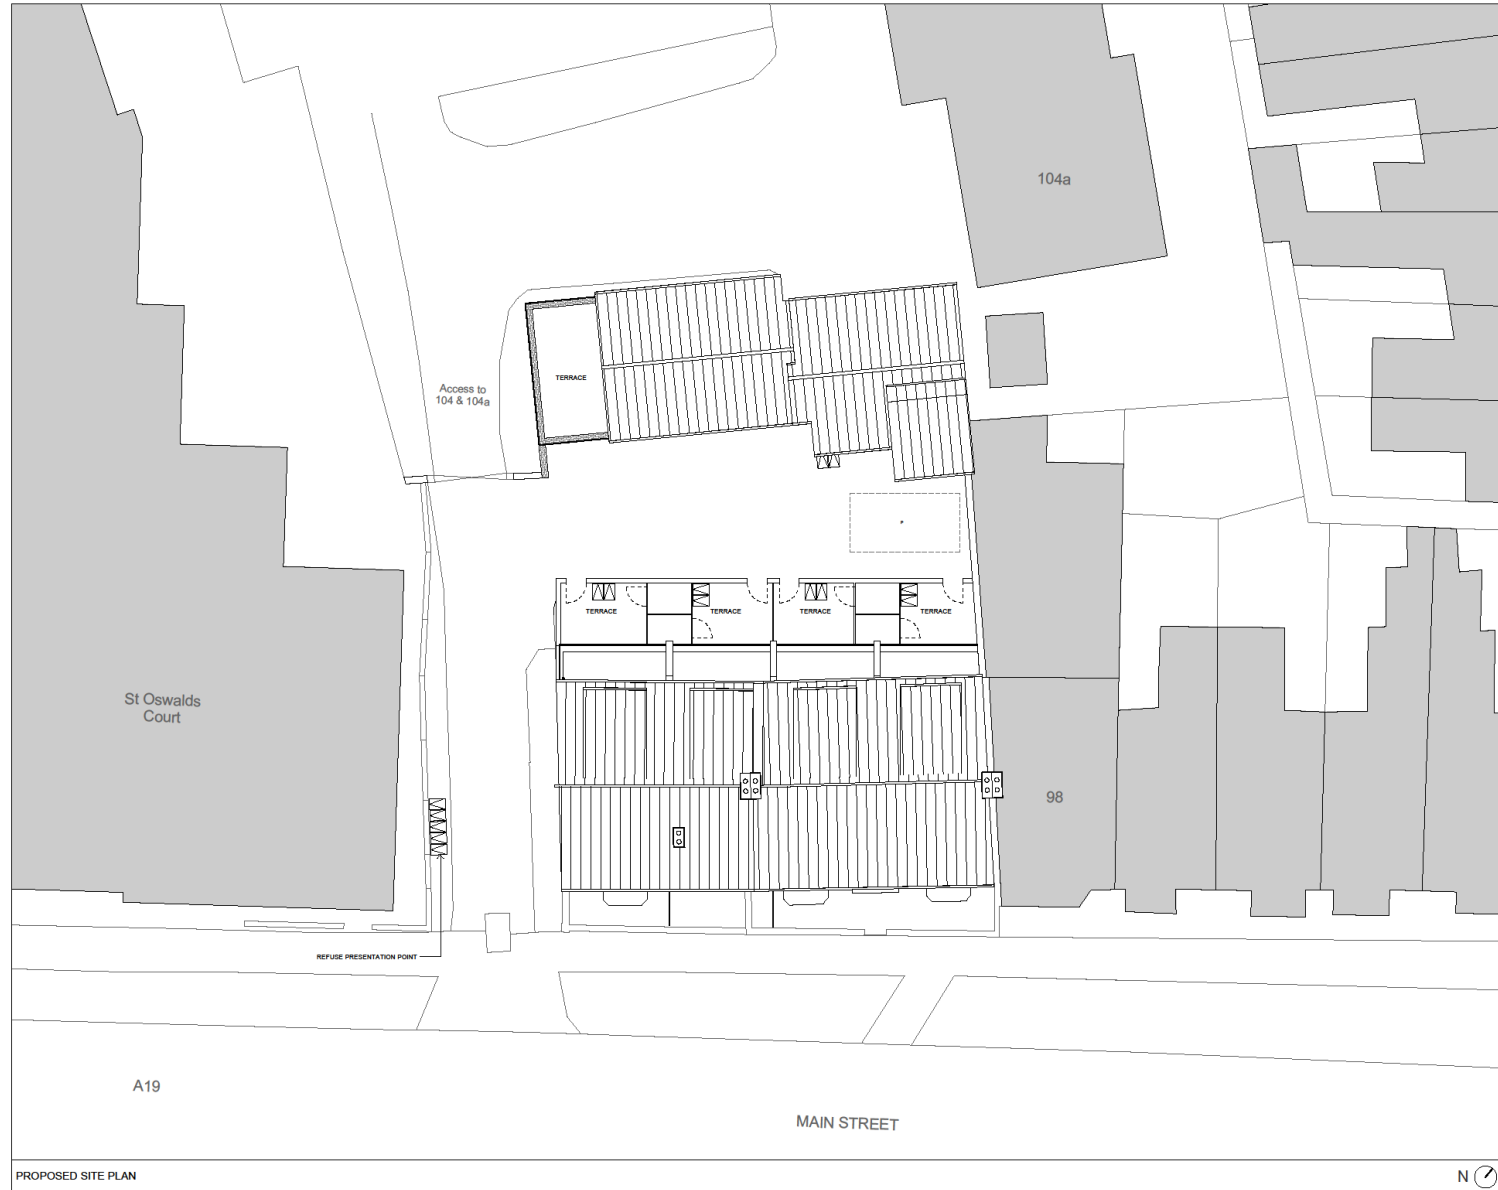 104a
TERRACE
Access to
104 & 104a
TERRACE
TERRACE
TERRACE
TERRACE
St Oswalds
Court
98
REFUSE PRESENTATION POINT
A19
MAIN STREET
PROPOSED SITE PLAN
N